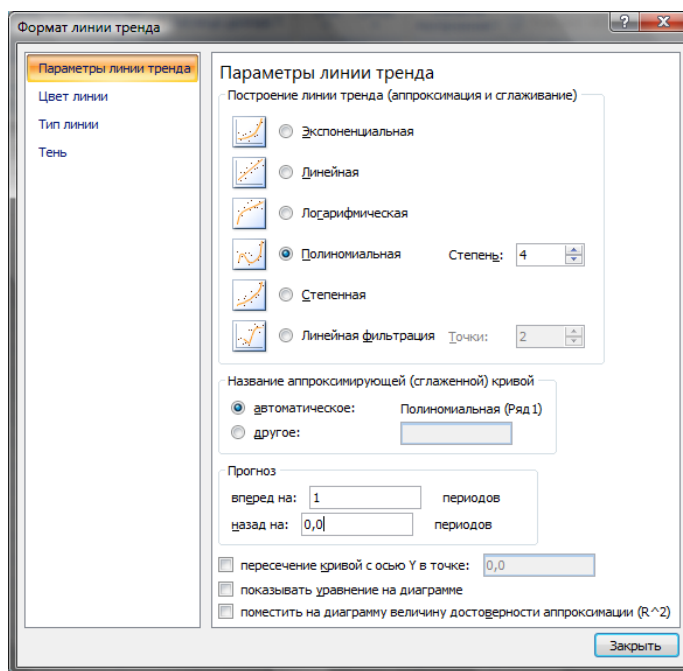 Формат линии тренда
Параметры линии тренда
Цвет линии
Тип линии
Тень
Параметры линии тренда
Построение линии тренда (аппроксимация и сглаживание)
Экспоненциальная
Линейная
Логарифмическая
Полиномиальная Степень: 4
Степенная
Линейная фильтрация Точки: 2
Название аппроксимирующей (сглаженной) кривой
автоматическое: Полиномиальная (Ряд1)
другое:
Прогноз
вперед на: 1 периодов
назад на: 0,0 периодов
пересечение кривой с осью Y в точке: 0,0
показывать уравнение на диаграмме
поместить на диаграмму величину достоверности аппроксимации (R^2)
Закрыть